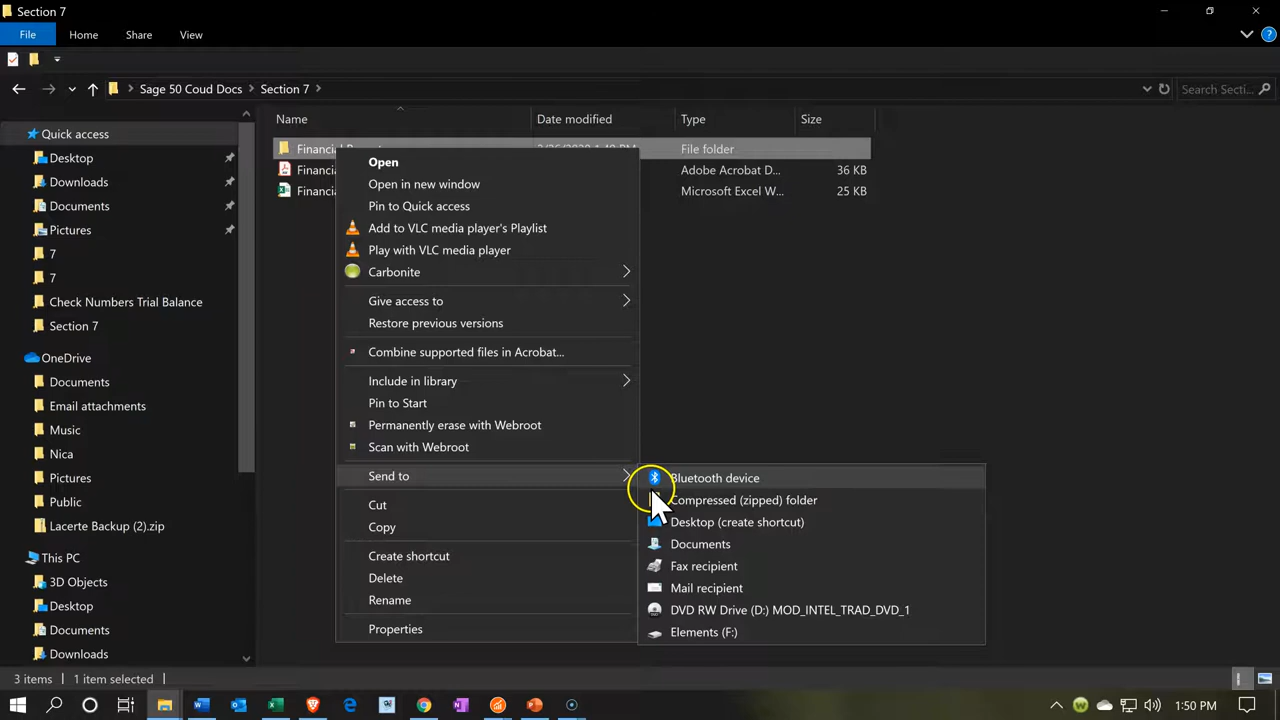 Section 7
File Home Share View
Sage 50 Coud Docs Section 7 Search Secti...
Name Date modified Type Size
Quick access
Desktop
Downloads
Documents
Pictures
7
7
Check Numbers Trial Balance
Section 7
OneDrive
Documents
Email attachments
Music
Nica
Pictures
Public
Lacerte Backup (2).zip
This PC
3D Objects
Desktop
Documents
Downloads
File folder
Adobe Acrobat D... 36 KB
Microsoft Excel W... 25 KB
Open
Open in new window
Pin to Quick access
Add to VLC media player's Playlist
Play with VLC media player
Carbonite
Give access to
Restore previous versions
Combine supported files in Acrobat...
Include in library
Pin to Start
Permanently erase with Webroot
Scan with Webroot
Send to
Cut
Copy
Create shortcut
Delete
Rename
Properties
Bluetooth device
Compressed (zipped) folder
Desktop (create shortcut)
Documents
Fax recipient
Mail recipient
DVD RW Drive (D:) MOD_INTEL_TRAD_DVD_1
Elements (F:)
3 items 1 item selected
1:50 PM